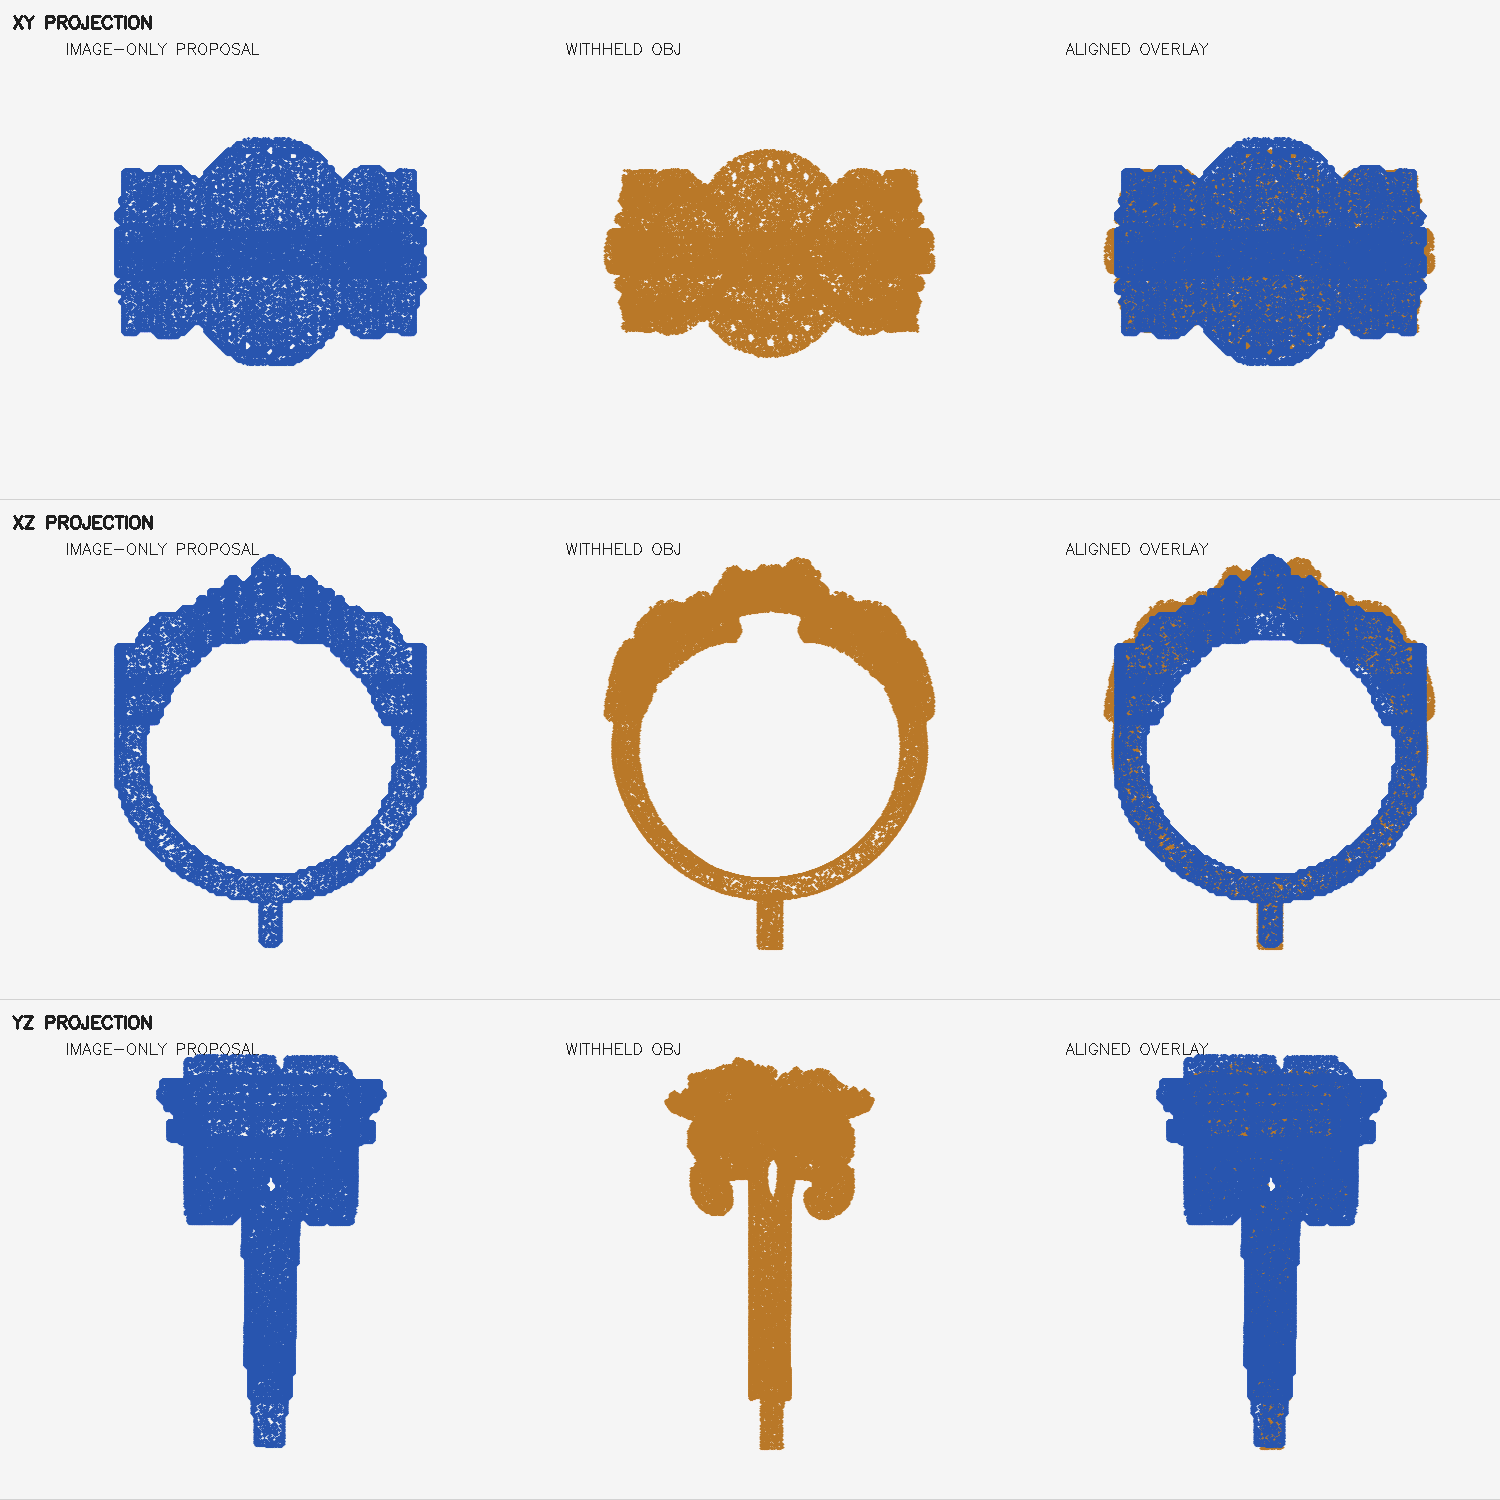 XY PROJECTION
IMAGE-ONLY PROPOSAL WITHHELD OBJ ALIGNED OVERLAY
XZ PROJECTION
IMAGE-ONLY PROPOSAL WITHHELD OBJ ALIGNED OVERLAY
YZ PROJECTION
IMAGE-ONLY PROPOSAL WITHHELD OBJ ALIGNED OVERLAY